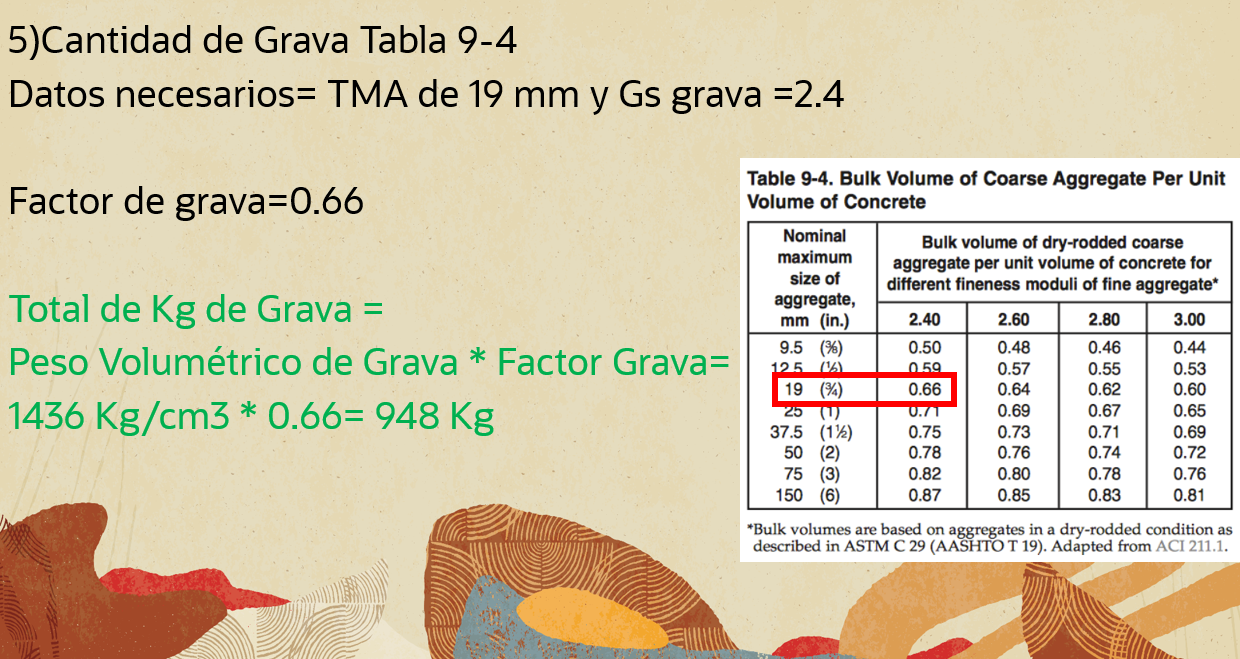 5)Cantidad de Grava Tabla 9-4
Datos necesarios= TMA de 19 mm y Gs grava =2.4
Factor de grava=0.66
Total de Kg de Grava =
Peso Volumétrico de Grava * Factor Grava=
1436 Kg/cm3 * 0.66= 948 Kg
Table 9-4. Bulk Volume of Coarse Aggregate Per Unit
Volume of Concrete
Nominal
maximum
size of
aggregate,
mm (in.)
Bulk volume of dry-rodded coarse
aggregate per unit volume of concrete for
different fineness moduli of fine aggregate*
2.40 2.60 2.80 3.00
9.5 (⅜) 0.50 0.48 0.46 0.44
12.5 (½) 0.59 0.57 0.55 0.53
19 (¾) 0.66 0.64 0.62 0.60
25 (1) 0.71 0.69 0.67 0.65
37.5 (1½) 0.75 0.73 0.71 0.69
50 (2) 0.78 0.76 0.74 0.72
75 (3) 0.82 0.80 0.78 0.76
150 (6) 0.87 0.85 0.83 0.81
*Bulk volumes are based on aggregates in a dry-rodded condition as
described in ASTM C 29 (AASHTO T 19). Adapted from ACI 211.1.